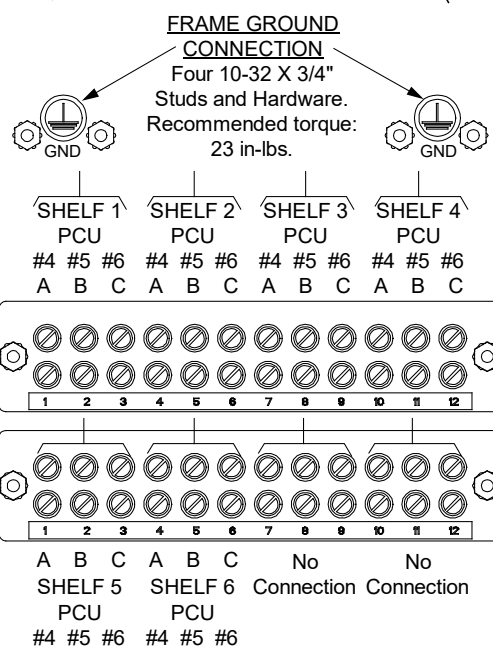 FRAME GROUND
CONNECTION
Four 10-32 X 3/4"
Studs and Hardware.
Recommended torque:
23 in-lbs.
GND GND
SHELF 1 SHELF 2 SHELF 3 SHELF 4
PCU PCU PCU PCU
#4 #5 #6 #4 #5 #6 #4 #5 #6 #4 #5 #6
A B C A B C A B C A B C
1 2 3 4 5 6 7 8 9 10 11 12
1 2 3 4 5 6 7 8 9 10 11 12
A B C A B C No No
SHELF 5 SHELF 6 Connection Connection
PCU PCU
#4 #5 #6 #4 #5 #6